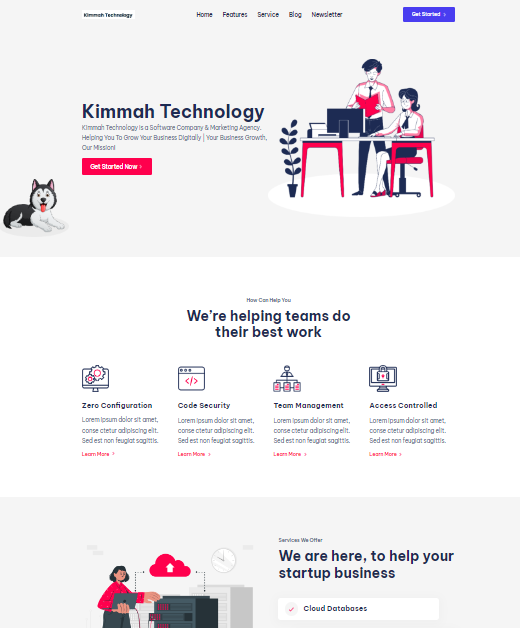 Kimmah Technology
Home Features Service Blog Newsletter
Get Started
Kimmah Technology
Kimmah Technology is a Software Company & Marketing Agency.
Helping You To Grow Your Business Digitally | Your Business Growth,
Our Mission!
Get Started Now
How Can Help You
We’re helping teams do
their best work
Zero Configuration
Lorem ipsum dolor sit amet,
conse ctetur adipiscing elit.
Sed est non feugiat sagittis.
Learn More
Code Security
Lorem ipsum dolor sit amet,
conse ctetur adipiscing elit.
Sed est non feugiat sagittis.
Learn More
Team Management
Lorem ipsum dolor sit amet,
conse ctetur adipiscing elit.
Sed est non feugiat sagittis.
Learn More
Access Controlled
Lorem ipsum dolor sit amet,
conse ctetur adipiscing elit.
Sed est non feugiat sagittis.
Learn More
Services We Offer
We are here, to help your
startup business
Cloud Databases